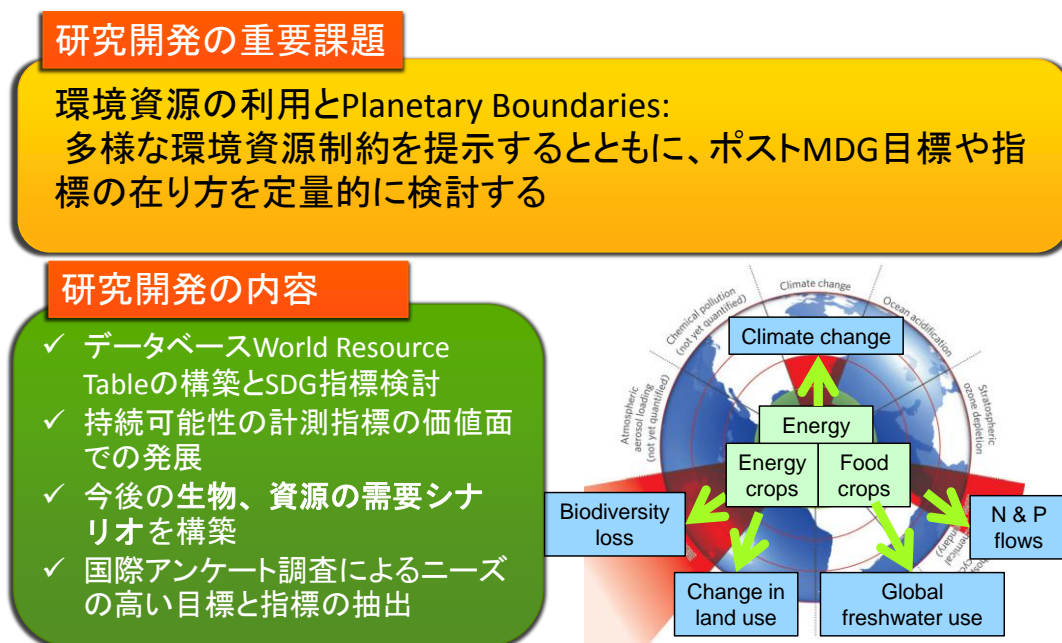 研究開発の重要課題
環境資源の利用とPlanetary Boundaries:
多様な環境資源制約を提示するとともに、ポストMDG目標や指
標の在り方を定量的に検討する
研究開発の内容
✓ データベースWorld Resource
Tableの構築とSDG指標検討
✓ 持続可能性の計測指標の価値面
での発展
✓ 今後の生物、資源の需要シナ
リオを構築
✓ 国際アンケート調査によるニーズ
の高い目標と指標の抽出
Climate change
Ocean acidification
Stratospheric
ozone depletion
Chemical pollution
(not yet quantified)
Atmospheric
aerosol loading
(not yet quantified)
Climate change
Energy
Energy
crops
Food
crops
Biodiversity
loss
N & P
flows
Change in
land use
Global
freshwater use